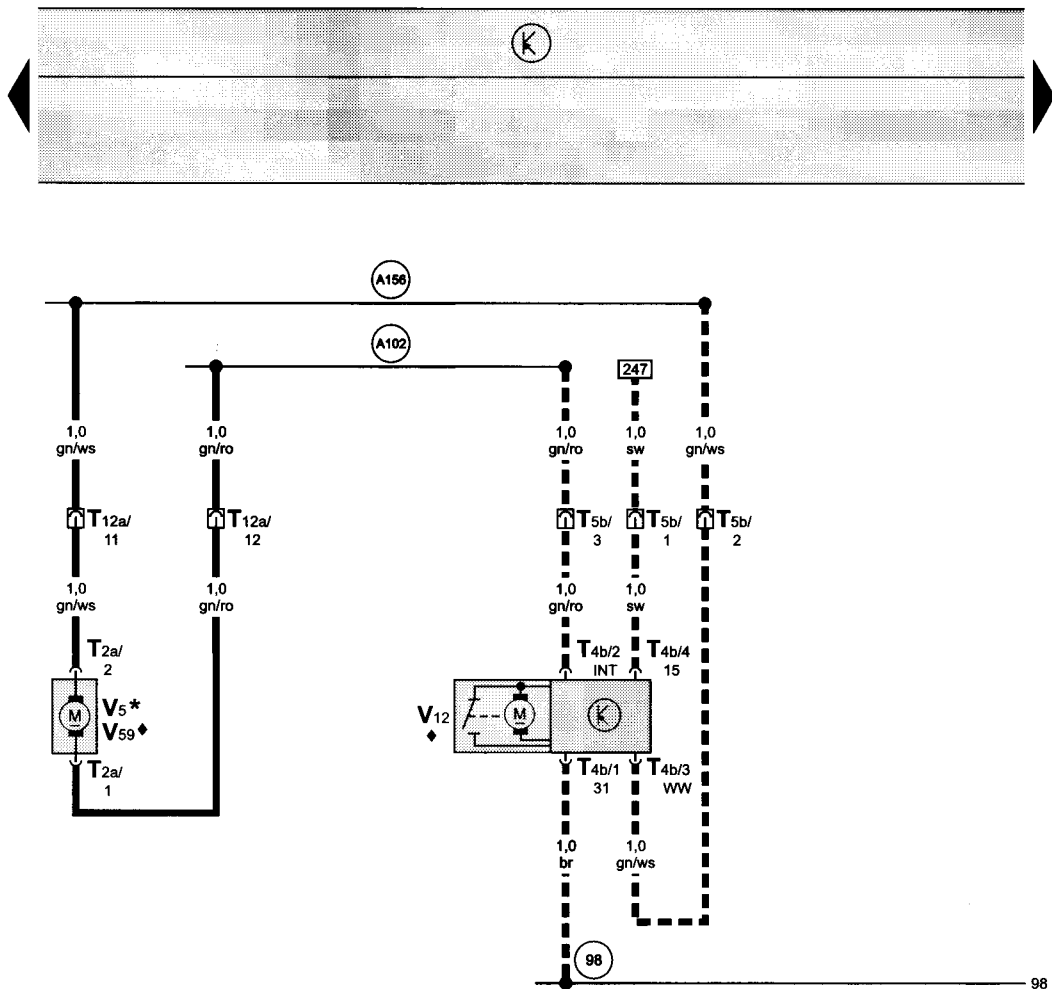 A156
A102
247
1,0
gn/ws
1,0
gn/ro
1,0
gn/ro
1,0
sw
1,0
gn/ws
T12a/
11
T12a/
12
T5b/
3
T5b/
1
T5b/
2
1,0
gn/ws
1,0
gn/ro
1,0
gn/ro
1,0
sw
T2a/
2
T4b/2
INT
T4b/4
15
M
V5*
V59♦
V12
♦
M
T2a/
1
T4b/1
31
T4b/3
WW
1,0
br
1,0
gn/ws
98
98